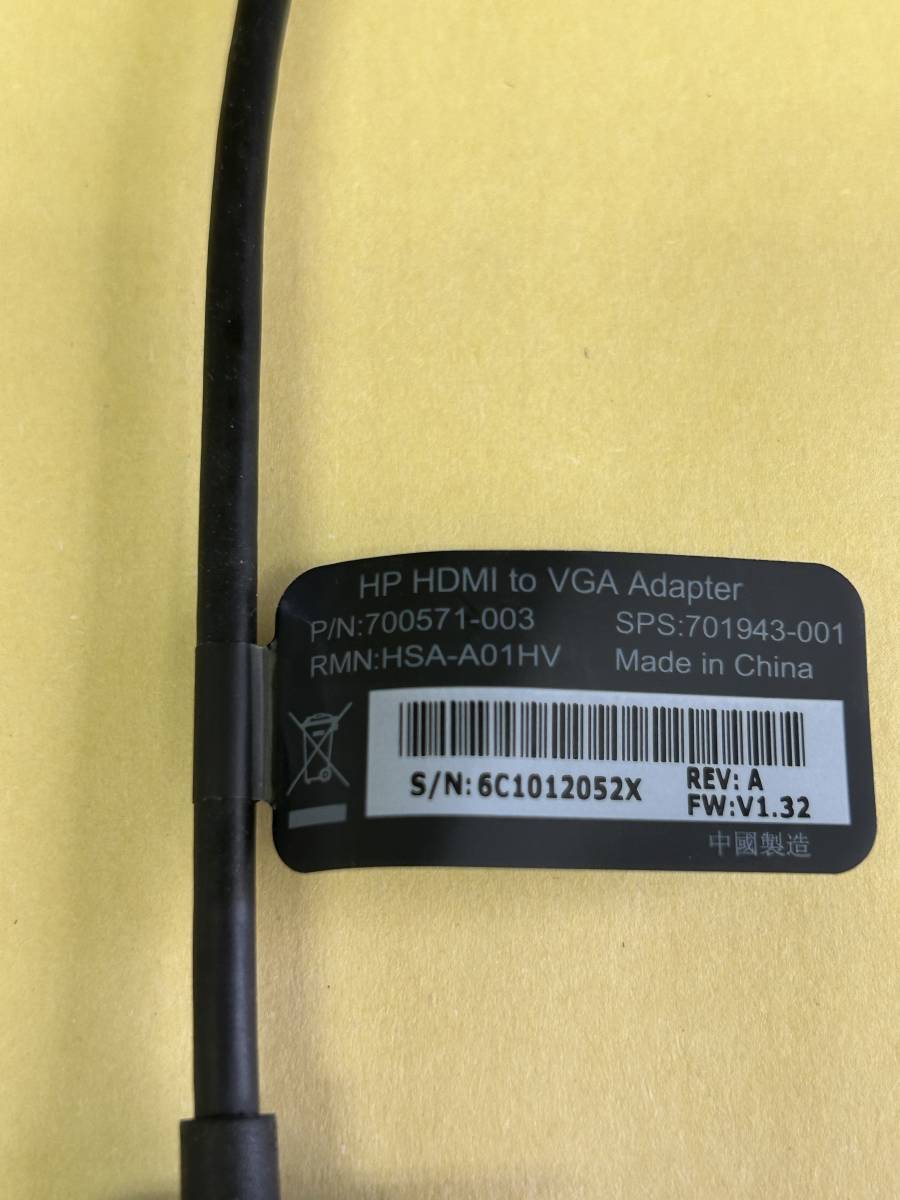 HP HDMI to VGA Adapter
P/N:700571-003 SPS:701943-001
RMN:HSA-A01HV Made in China
S/N:6C1012052X REV: A
FW:V1.32
中國製造